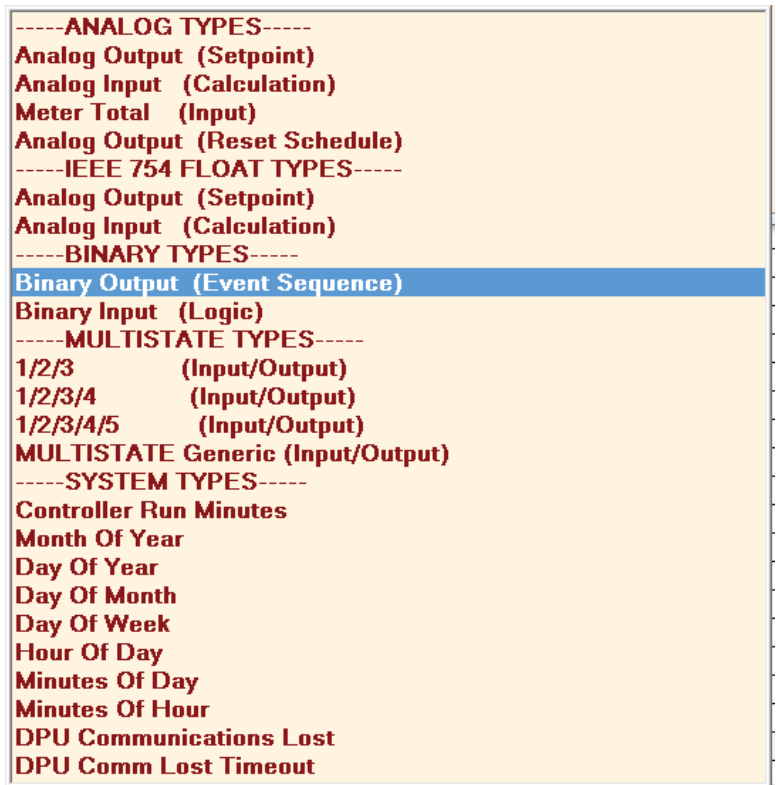 -----ANALOG TYPES-----
Analog Output  (Setpoint)
Analog Input   (Calculation)
Meter Total    (Input)
Analog Output  (Reset Schedule)
-----IEEE 754 FLOAT TYPES-----
Analog Output  (Setpoint)
Analog Input   (Calculation)
-----BINARY TYPES-----
Binary Output  (Event Sequence)
Binary Input   (Logic)
-----MULTISTATE TYPES-----
1/2/3              (Input/Output)
1/2/3/4            (Input/Output)
1/2/3/4/5          (Input/Output)
MULTISTATE Generic (Input/Output)
-----SYSTEM TYPES-----
Controller Run Minutes
Month Of Year
Day Of Year
Day Of Month
Day Of Week
Hour Of Day
Minutes Of Day
Minutes Of Hour
DPU Communications Lost
DPU Comm Lost Timeout